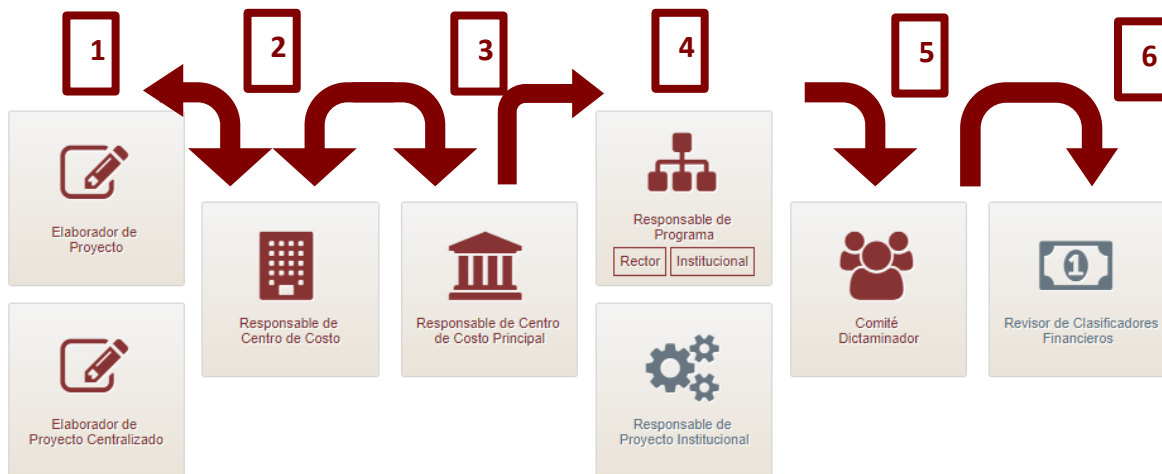 1
2
3
4
5
6
Elaborador de
Proyecto
Elaborador de
Proyecto Centralizado
Responsable de
Centro de Costo
Responsable de Centro
de Costo Principal
Responsable de
Programa
Rector
Institucional
Responsable de
Proyecto Institucional
Comité
Dictaminador
1
Revisor de Clasificadores
Financieros